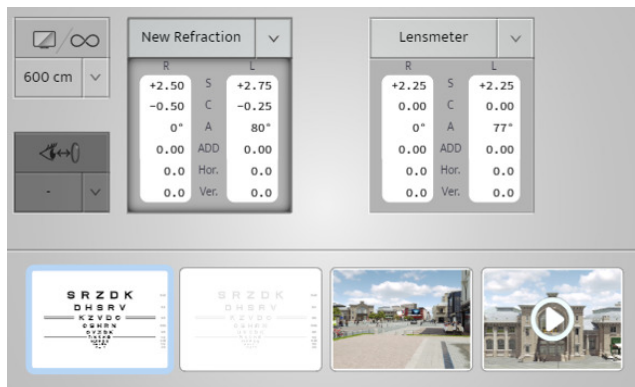 New Refraction
Lensmeter
600 cm
R L
+2.50 S +2.75
-0.50 C -0.25
0° A 80°
0.00 ADD 0.00
0.0 Hor. 0.0
0.0 Ver. 0.0
-
R L
+2.25 S +2.25
0.00 C 0.00
0° A 77°
0.00 ADD 0.00
0.0 Hor. 0.0
0.0 Ver. 0.0
S R Z D K
D H S R V
K Z V D C
S R Z D K
D H S R V
K Z V D C